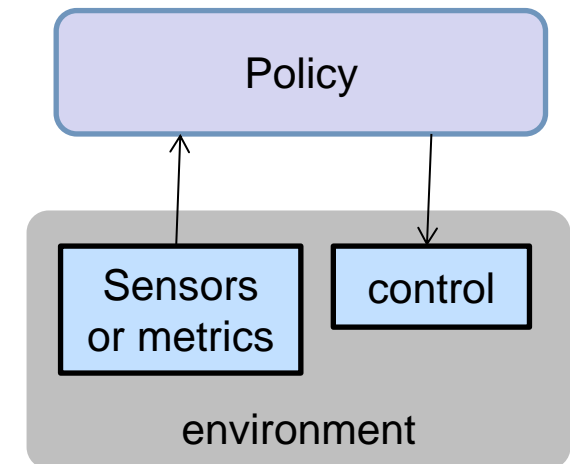 Policy
Sensors
or metrics
control
environment